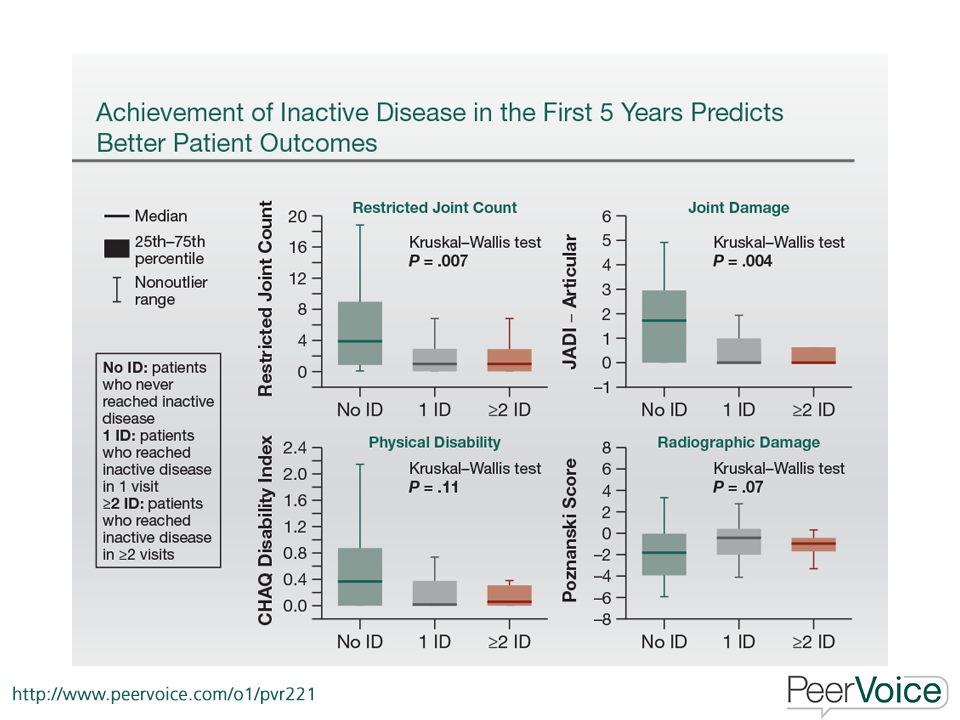 Achievement of Inactive Disease in the First 5 Years Predicts
Better Patient Outcomes
Median
25th–75th
percentile
Nonoutlier
range
No ID: patients
who never
reached inactive
disease
1 ID: patients
who reached
inactive disease
in 1 visit
≥2 ID: patients
who reached
inactive disease
in ≥2 visits
Restricted Joint Count
Restricted Joint Count
Kruskal–Wallis test
P = .007
20
16
12
8
4
0
No ID 1 ID ≥2 ID
Joint Damage
JADI – Articular
Kruskal–Wallis test
P = .004
6
5
4
3
2
1
0
–1
No ID 1 ID ≥2 ID
Physical Disability
CHAQ Disability Index
Kruskal–Wallis test
P = .11
2.4
2.0
1.6
1.2
0.8
0.4
0.0
No ID 1 ID ≥2 ID
Radiographic Damage
Poznanski Score
Kruskal–Wallis test
P = .07
8
6
4
2
0
–2
–4
–6
–8
No ID 1 ID ≥2 ID
http://www.peervoice.com/o1/pvr221
PeerVoice